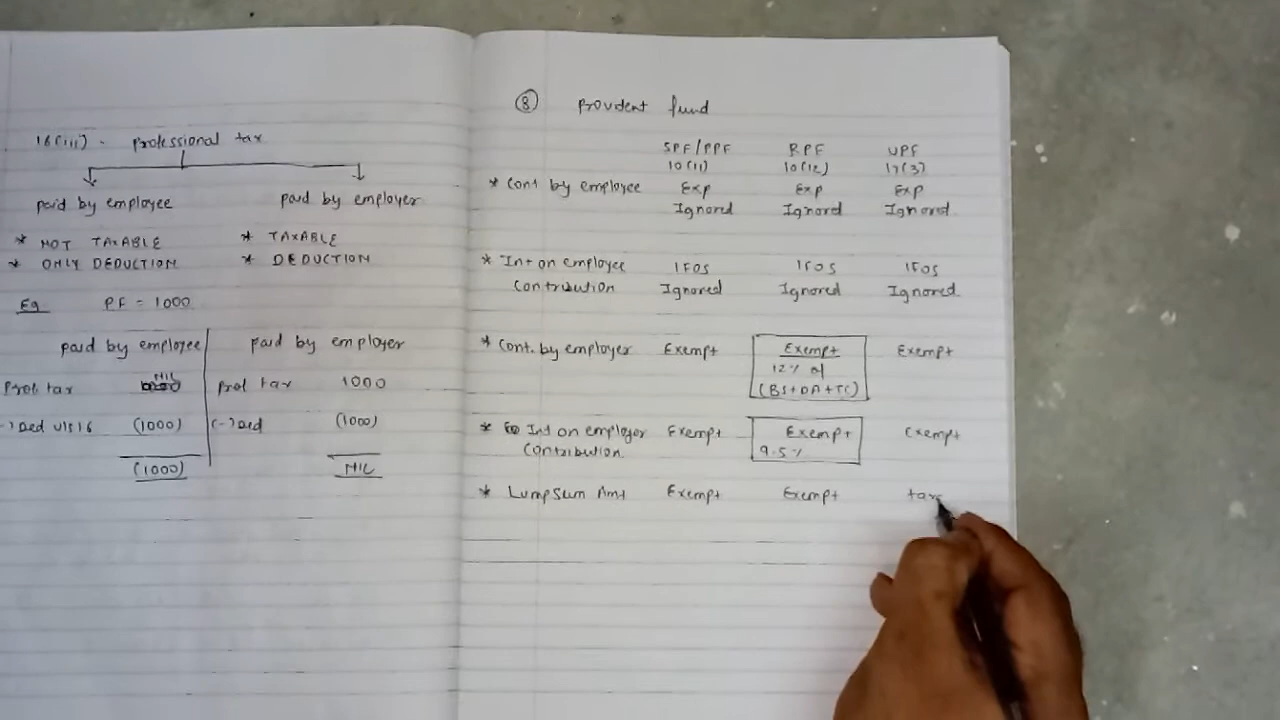 16(iii) - Professional tax
paid by employee paid by employer
* NOT TAXABLE * TAXABLE
* ONLY DEDUCTION * DEDUCTION
Eg PF = 1000
paid by employee paid by employer
Prof. tax NIL Prof tax 1000
(-) Ded u/s 16 (1000) (-) Ded (1000)
(1000) NIL
8 Provident fund
SPF/PPF RPF UPF
10(11) 10(12) 17(3)
* Cont by employee Exp Exp Exp
Ignored Ignored Ignored
* Int on employee IFOS IFOS IFOS
Contribution Ignored Ignored Ignored
* Cont. by employer Exempt Exempt Exempt
12% of
(BS+DA+TC)
* Int on employer Exempt Exempt Exempt
Contribution 9.5%
* Lumpsum Amt Exempt Exempt tax